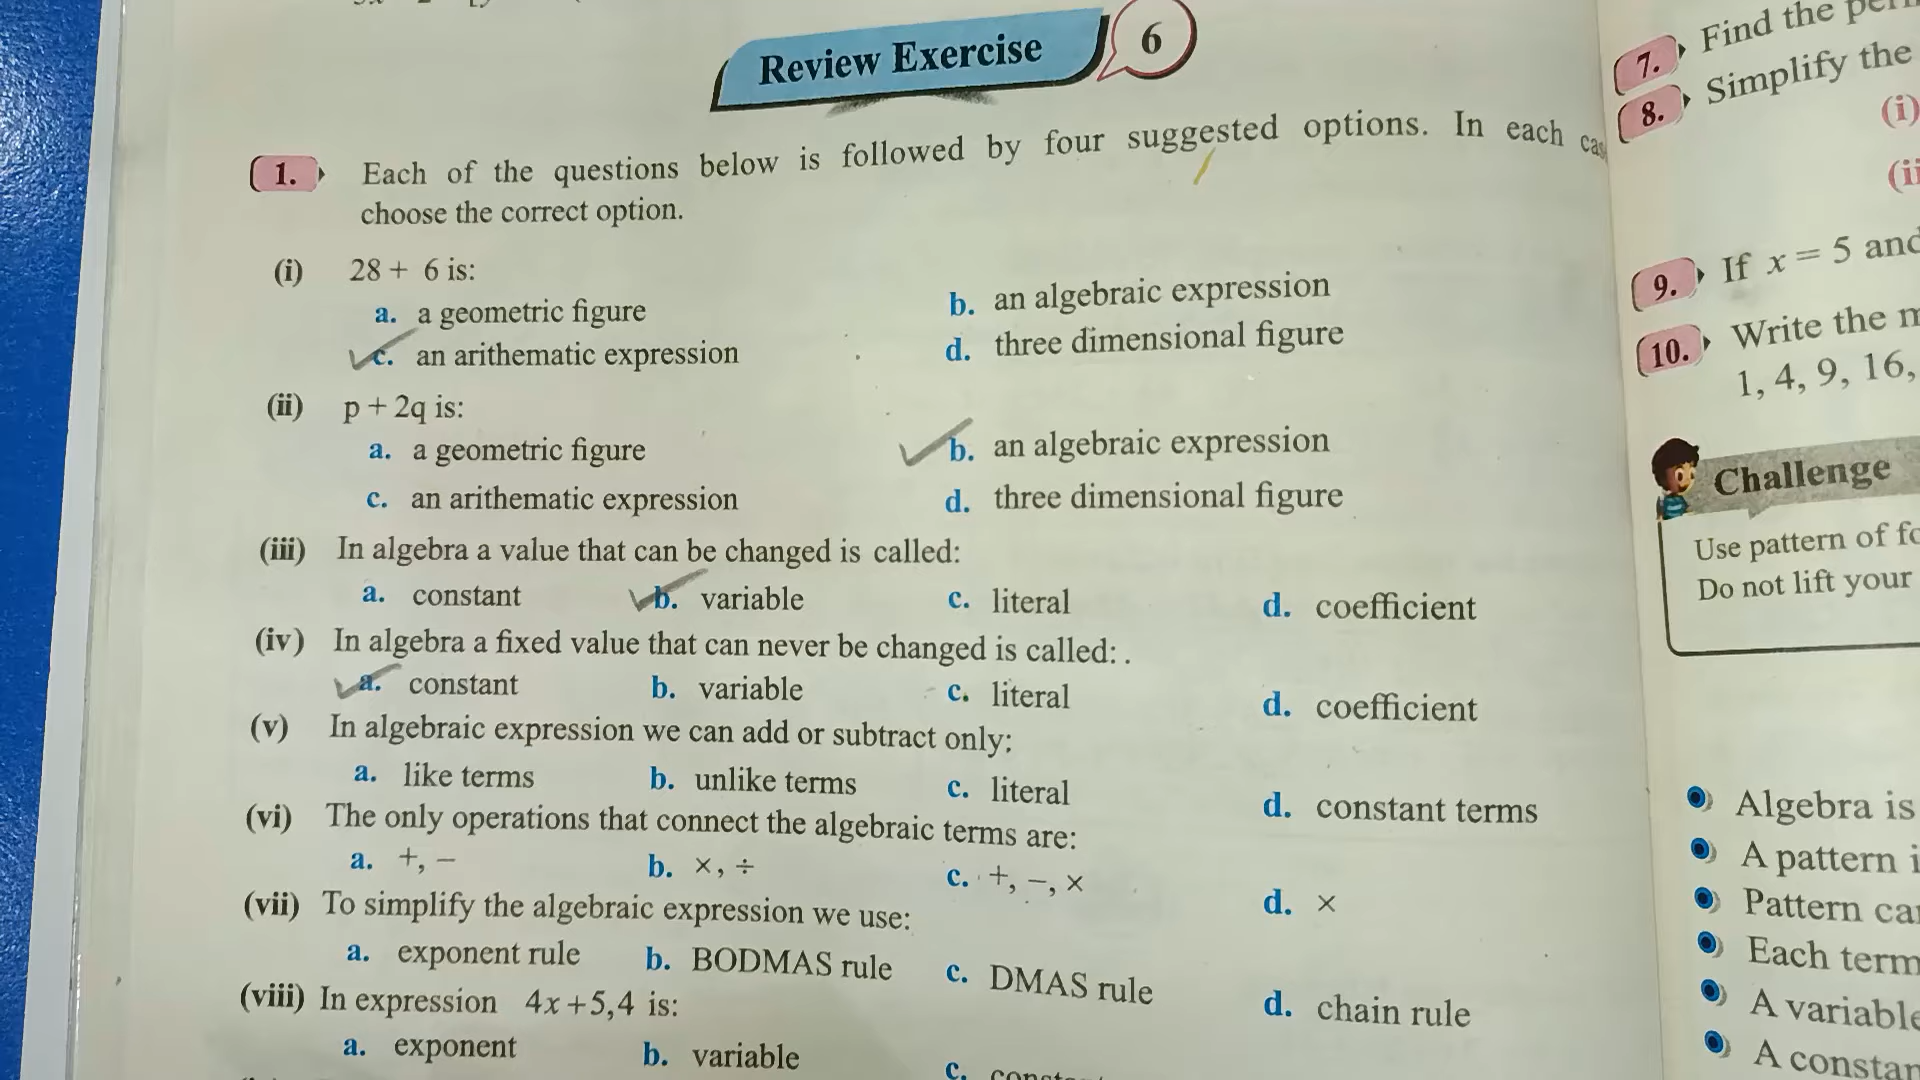 Review Exercise 6
1. Each of the questions below is followed by four suggested options. In each
choose the correct option.
(i) 28 + 6 is:
a. a geometric figure b. an algebraic expression
c. an arithematic expression d. three dimensional figure
(ii) p + 2q is:
a. a geometric figure b. an algebraic expression
c. an arithematic expression d. three dimensional figure
(iii) In algebra a value that can be changed is called:
a. constant b. variable c. literal d. coefficient
(iv) In algebra a fixed value that can never be changed is called: .
a. constant b. variable c. literal d. coefficient
(v) In algebraic expression we can add or subtract only:
a. like terms b. unlike terms c. literal d. constant terms
(vi) The only operations that connect the algebraic terms are:
a. +, − b. ×, ÷ c. +, −, × d. ×
(vii) To simplify the algebraic expression we use:
a. exponent rule b. BODMAS rule c. DMAS rule d. chain rule
(viii) In expression 4x+5,4 is:
a. exponent b. variable c.
7. Find the
8. Simplify the
(i)
(ii
9. If x = 5 and
10. Write the
1, 4, 9, 16,
Challenge
Use pattern of
Do not lift your
Algebra is
A pattern
Pattern
Each term
A variable
A